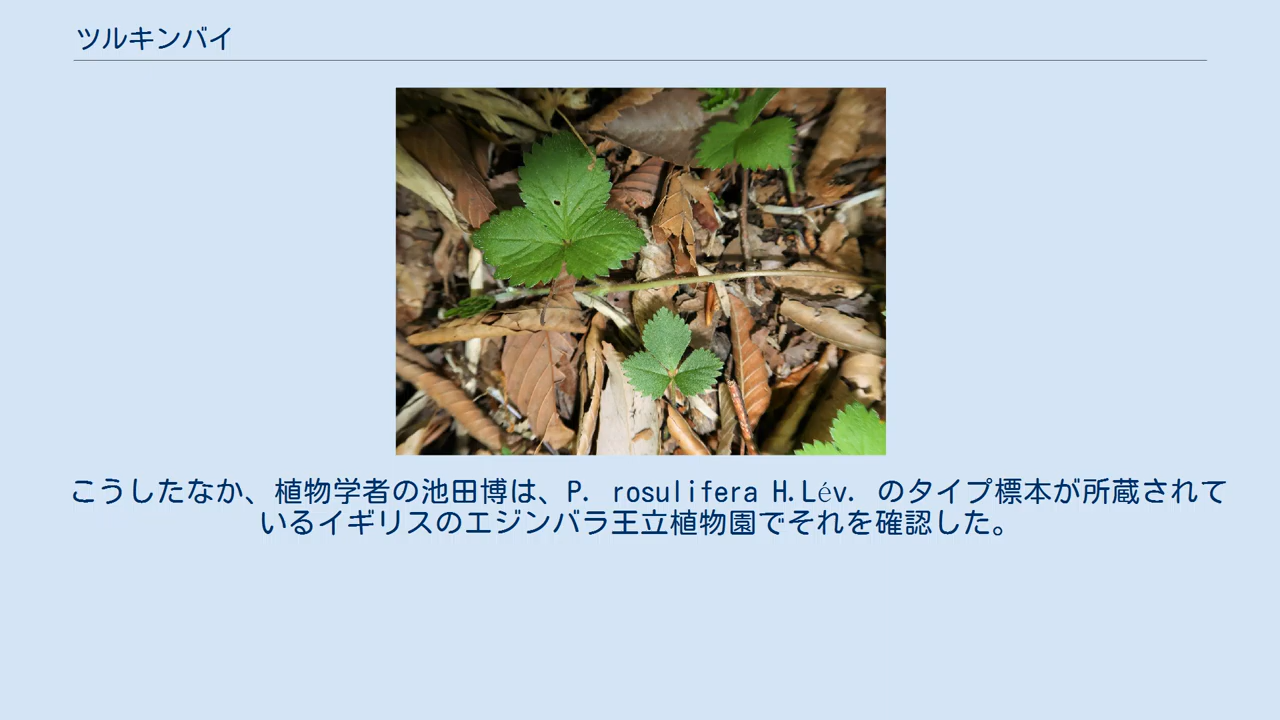 ツルキンバイ
こうしたなか、植物学者の池田博は、P. rosulifera H.Lév. のタイプ標本が所蔵されて
いるイギリスのエジンバラ王立植物園でそれを確認した。